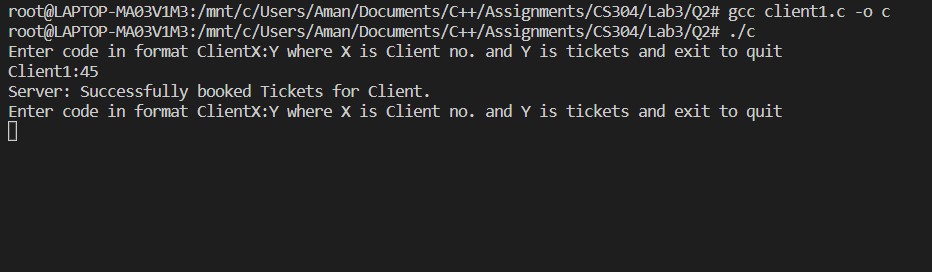 root@LAPTOP-MA03V1M3:/mnt/c/Users/Aman/Documents/C++/Assignments/CS304/Lab3/Q2# gcc client1.c -o c
root@LAPTOP-MA03V1M3:/mnt/c/Users/Aman/Documents/C++/Assignments/CS304/Lab3/Q2# ./c
Enter code in format ClientX:Y where X is Client no. and Y is tickets and exit to quit
Client1:45
Server: Successfully booked Tickets for Client.
Enter code in format ClientX:Y where X is Client no. and Y is tickets and exit to quit